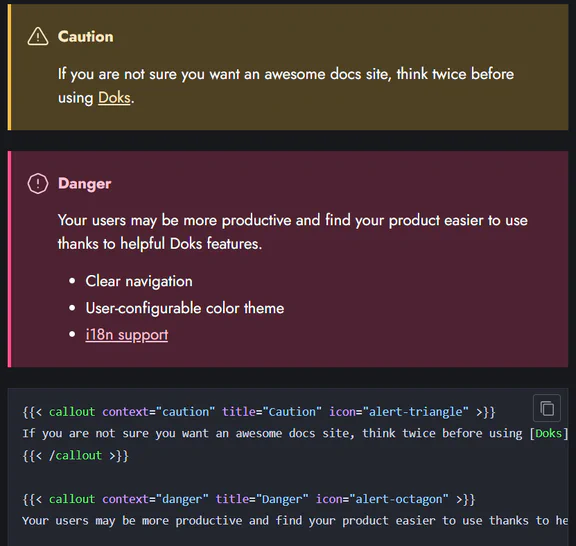 Caution
If you are not sure you want an awesome docs site, think twice before
using Doks.
Danger
Your users may be more productive and find your product easier to use
thanks to helpful Doks features.
Clear navigation
User-configurable color theme
i18n support
{{< callout context="caution" title="Caution" icon="alert-triangle" >}}
If you are not sure you want an awesome docs site, think twice before using [Doks]
{{< /callout >}}
{{< callout context="danger" title="Danger" icon="alert-octagon" >}}
Your users may be more productive and find your product easier to use thanks to he